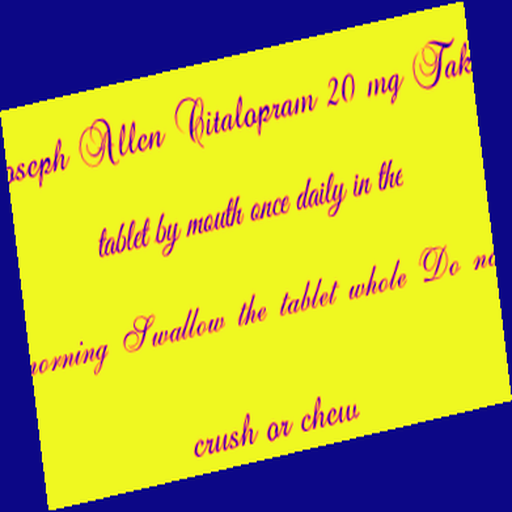 oseph Allen Citalopram 20 mg Tak
tablet by mouth once daily in the
morning Swallow the tablet whole Do no
crush or chew